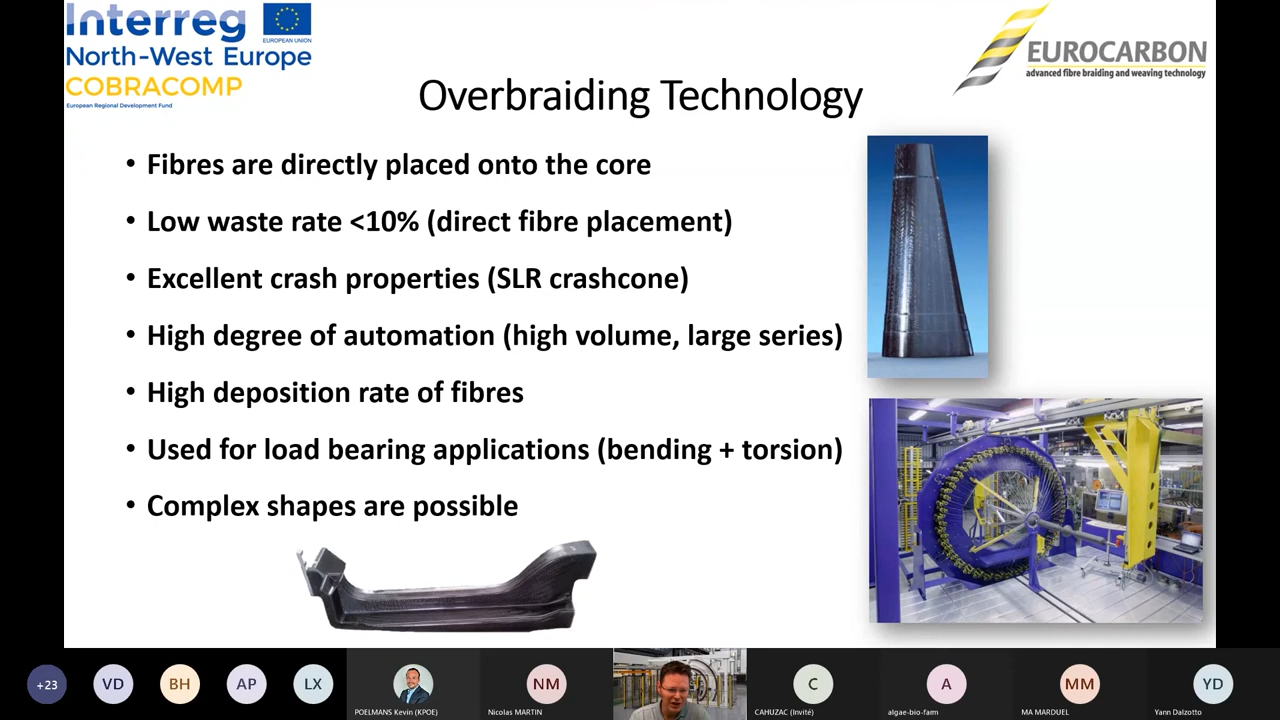 Interreg
EUROPEAN UNION
North-West Europe
COBRACOMP
European Regional Development Fund
EUROCARBON
advanced fibre braiding and weaving technology
Overbraiding Technology
• Fibres are directly placed onto the core
• Low waste rate <10% (direct fibre placement)
• Excellent crash properties (SLR crashcone)
• High degree of automation (high volume, large series)
• High deposition rate of fibres
• Used for load bearing applications (bending + torsion)
• Complex shapes are possible
+23
VD
BH
AP
LX
POELMANS Kevin (KPOE)
NM
Nicolas MARTIN
C
CAHUZAC (Invité)
A
algae-bio-farm
MM
MA MARDUEL
YD
Yann Dalzotto